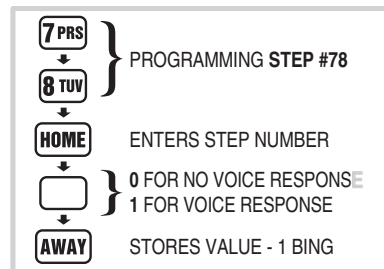 7 PRS
PROGRAMMING STEP #78
8 TUV
HOME ENTERS STEP NUMBER
0 FOR NO VOICE RESPONSE
1 FOR VOICE RESPONSE
AWAY STORES VALUE - 1 BING